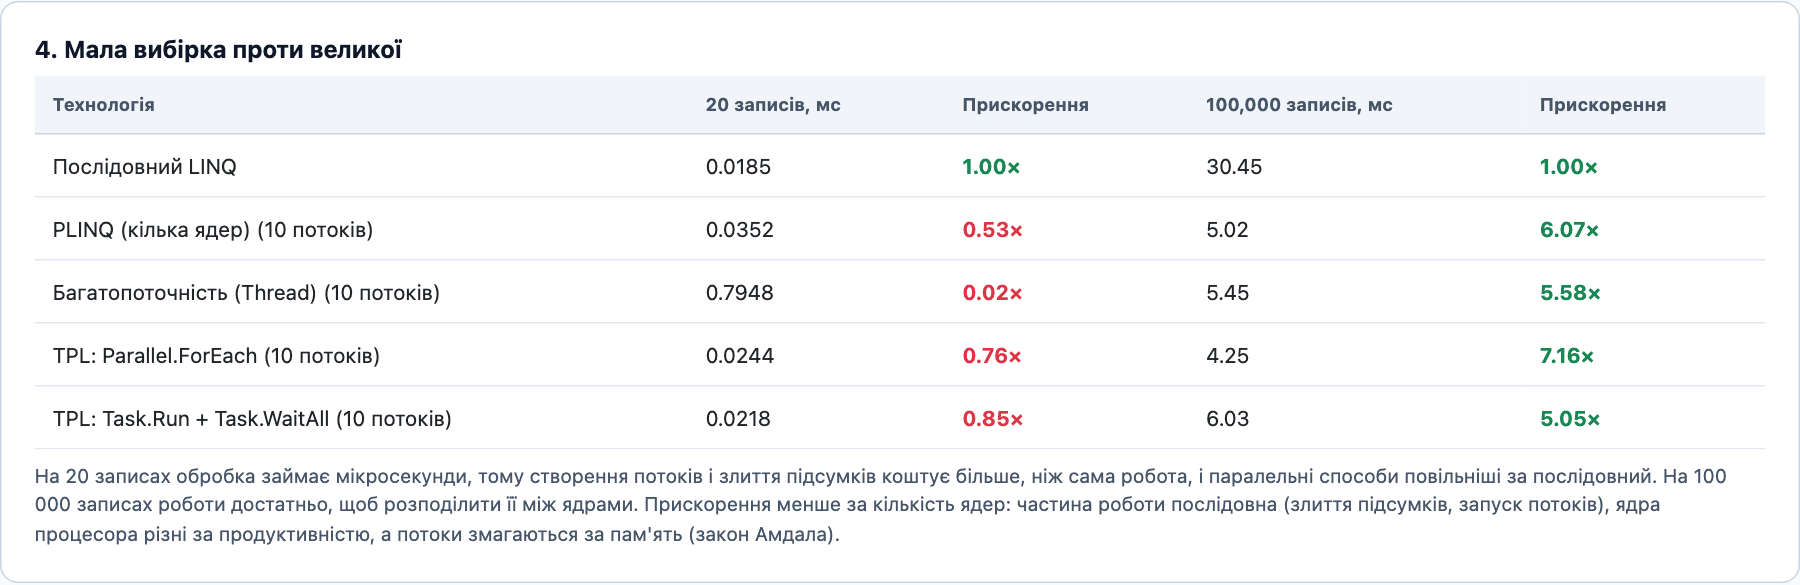 4. Мала вибірка проти великої
Технологія 20 записів, мс Прискорення 100,000 записів, мс Прискорення
Послідовний LINQ 0.0185 1.00× 30.45 1.00×
PLINQ (кілька ядер) (10 потоків) 0.0352 0.53× 5.02 6.07×
Багатопоточність (Thread) (10 потоків) 0.7948 0.02× 5.45 5.58×
TPL: Parallel.ForEach (10 потоків) 0.0244 0.76× 4.25 7.16×
TPL: Task.Run + Task.WaitAll (10 потоків) 0.0218 0.85× 6.03 5.05×
На 20 записах обробка займає мікросекунди, тому створення потоків і злиття підсумків коштує більше, ніж сама робота, і паралельні способи повільніші за послідовний. На 100
000 записах роботи достатньо, щоб розподілити її між ядрами. Прискорення менше за кількість ядер: частина роботи послідовна (злиття підсумків, запуск потоків), ядра
процесора різні за продуктивністю, а потоки змагаються за пам'ять (закон Амдала).